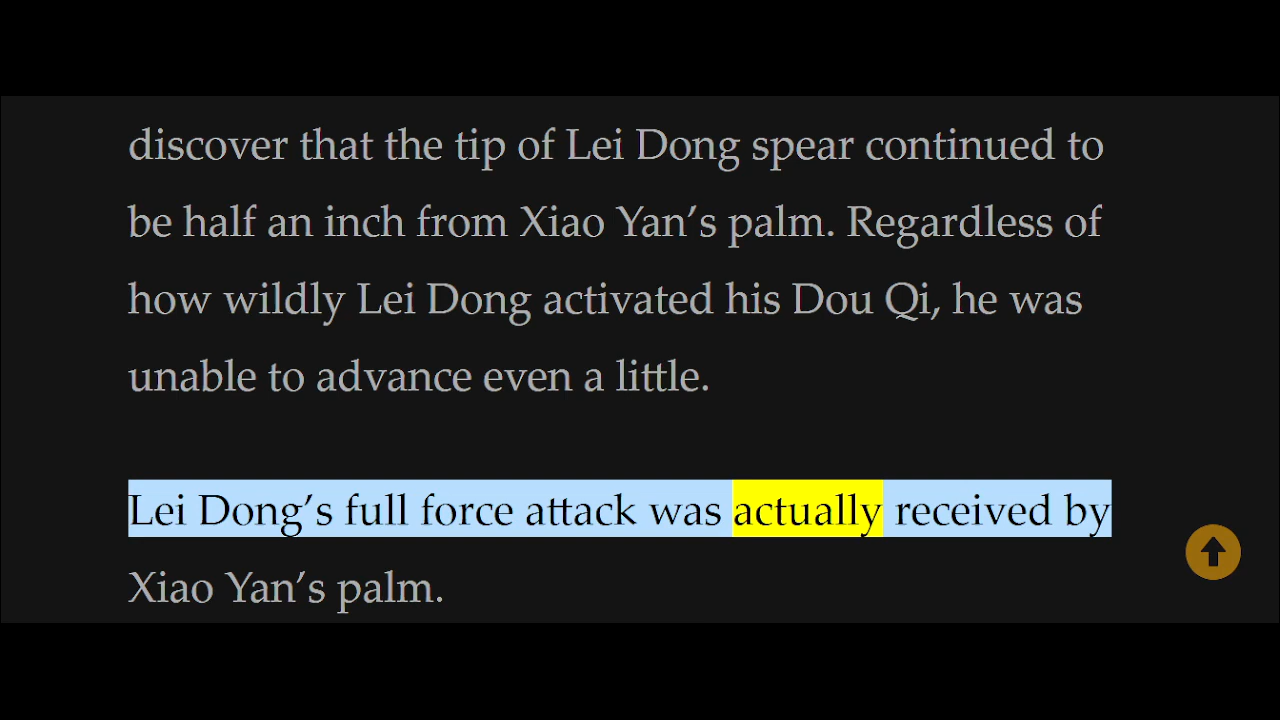 discover that the tip of Lei Dong spear continued to
be half an inch from Xiao Yan’s palm. Regardless of
how wildly Lei Dong activated his Dou Qi, he was
unable to advance even a little.
Lei Dong’s full force attack was actually received by
Xiao Yan’s palm.